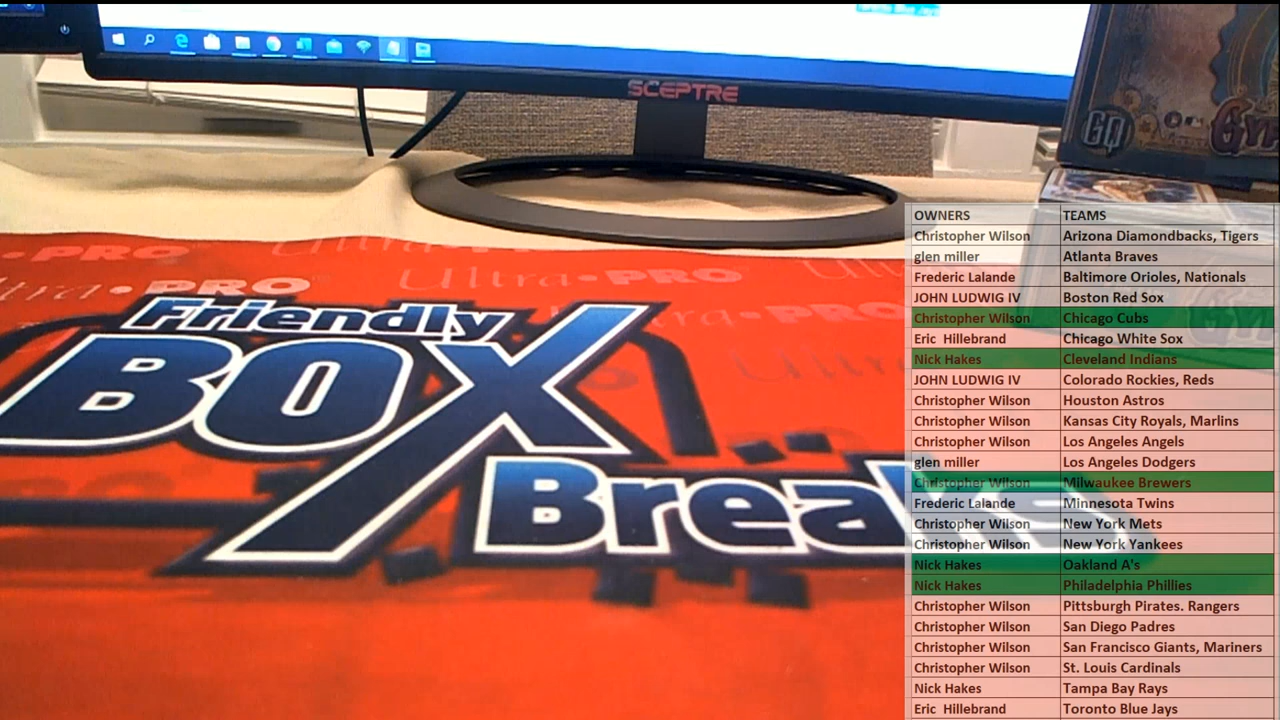 SCEPTRE
GQ
Ultra PRO
Ultra PRO
Friendly
BOX
Breaks
OWNERS TEAMS
Christopher Wilson Arizona Diamondbacks, Tigers
glen miller Atlanta Braves
Frederic Lalande Baltimore Orioles, Nationals
JOHN LUDWIG IV Boston Red Sox
Christopher Wilson Chicago Cubs
Eric Hillebrand Chicago White Sox
Nick Hakes Cleveland Indians
JOHN LUDWIG IV Colorado Rockies, Reds
Christopher Wilson Houston Astros
Christopher Wilson Kansas City Royals, Marlins
Christopher Wilson Los Angeles Angels
glen miller Los Angeles Dodgers
Christopher Wilson Milwaukee Brewers
Frederic Lalande Minnesota Twins
Christopher Wilson New York Mets
Christopher Wilson New York Yankees
Nick Hakes Oakland A's
Nick Hakes Philadelphia Phillies
Christopher Wilson Pittsburgh Pirates. Rangers
Christopher Wilson San Diego Padres
Christopher Wilson San Francisco Giants, Mariners
Christopher Wilson St. Louis Cardinals
Nick Hakes Tampa Bay Rays
Eric Hillebrand Toronto Blue Jays